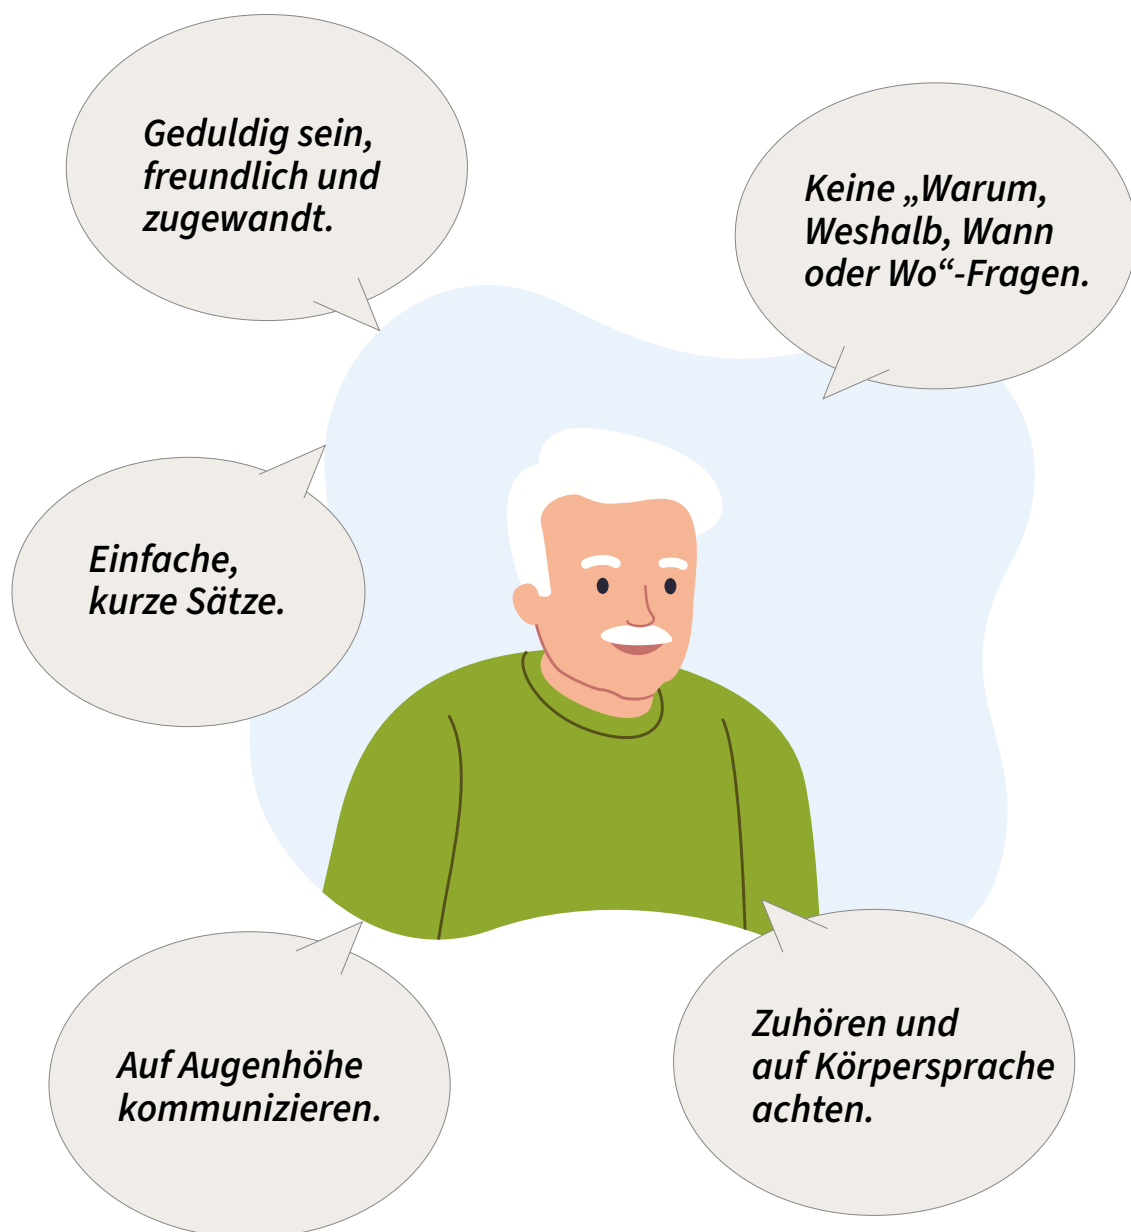 Geduldig sein,
freundlich und
zugewandt.
Keine „Warum,
Weshalb, Wann
oder Wo“-Fragen.
Einfache,
kurze Sätze.
Auf Augenhöhe
kommunizieren.
Zuhören und
auf Körpersprache
achten.